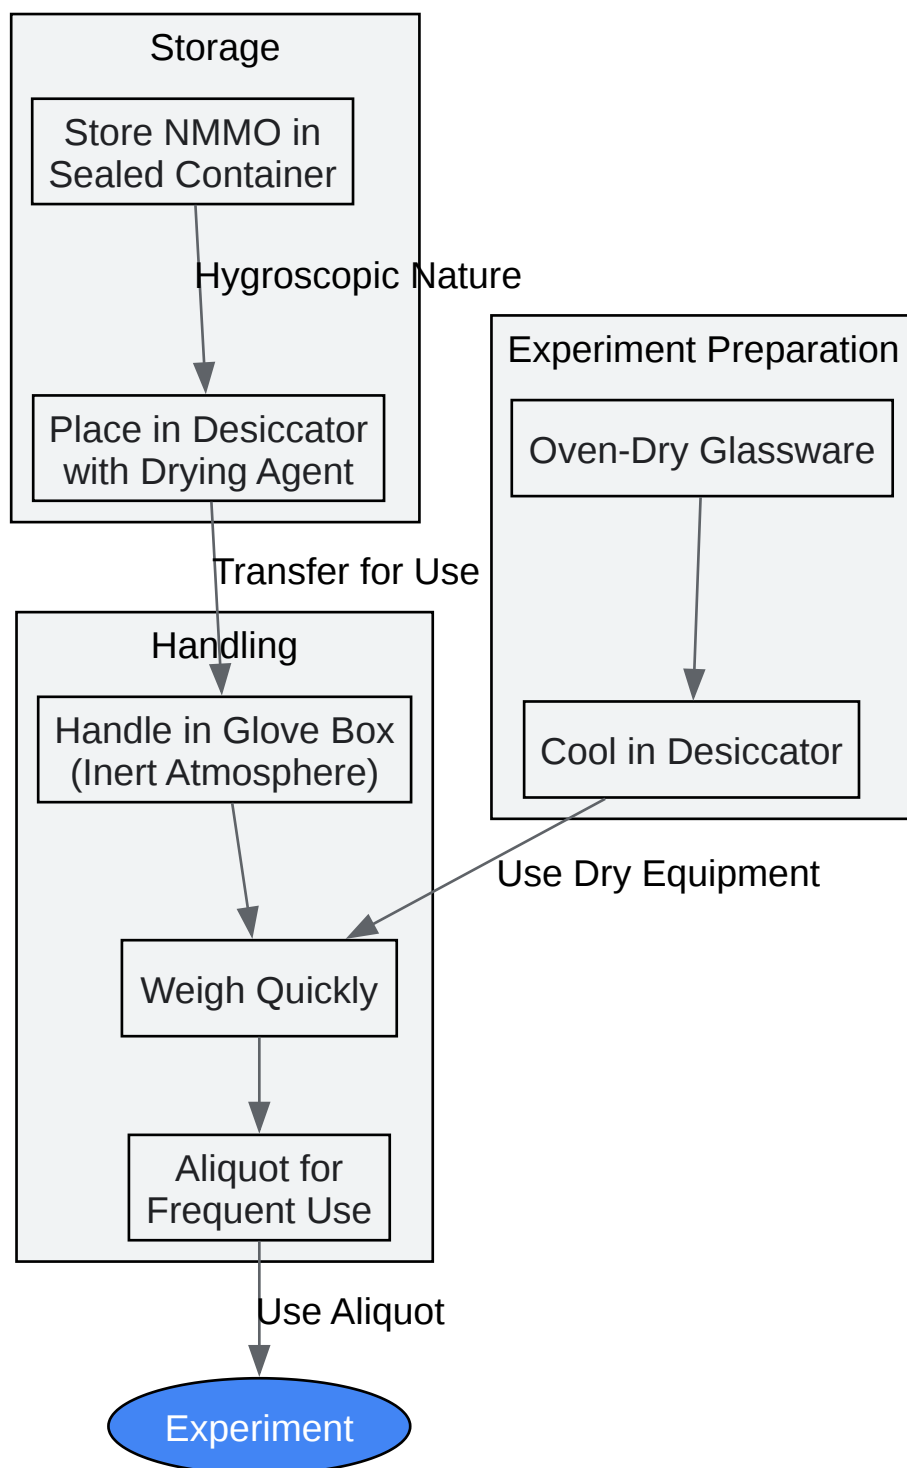 Storage
Store NMMO in
Sealed Container
Hygroscopic Nature
Place in Desiccator
with Drying Agent
Transfer for Use
Experiment Preparation
Oven-Dry Glassware
Cool in Desiccator
Use Dry Equipment
Handling
Handle in Glove Box
(Inert Atmosphere)
Weigh Quickly
Aliquot for
Frequent Use
Use Aliquot
Experiment